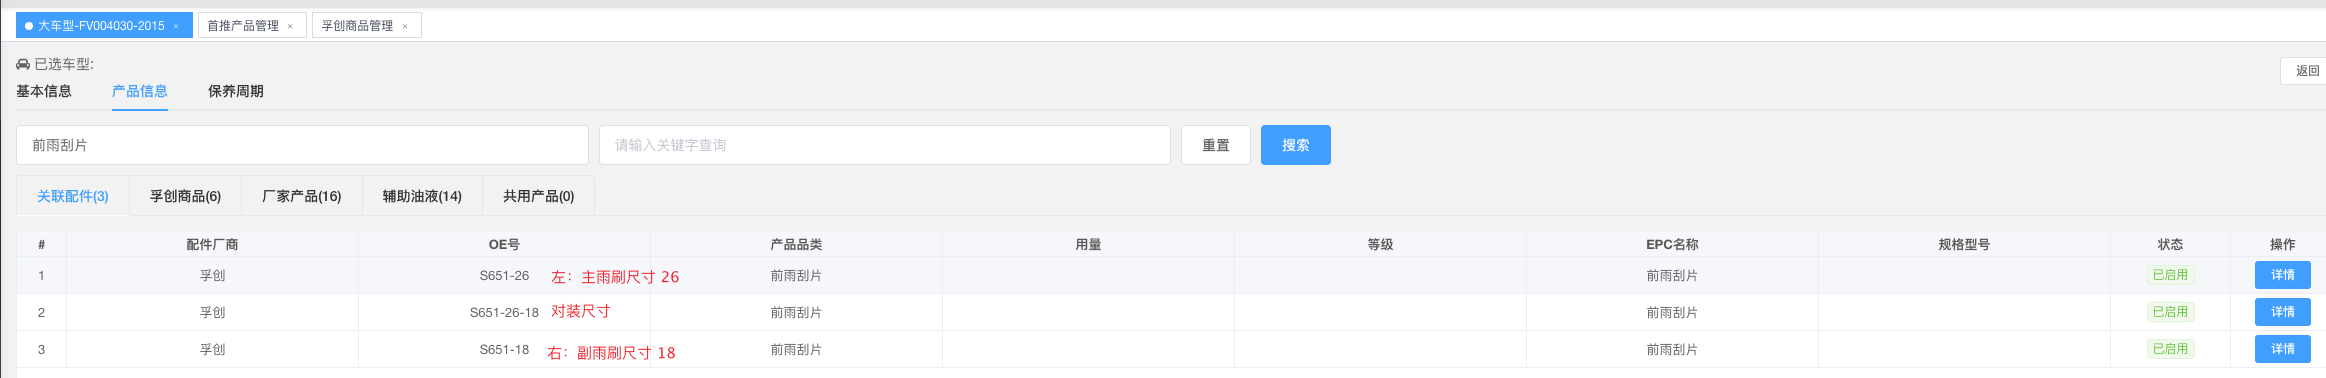 大车型-FV004030-2015 × 首推产品管理 × 孚创商品管理 ×
已选车型:
返回
基本信息 产品信息 保养周期
前雨刮片 请输入关键字查询 重置 搜索
关联配件(3) 孚创商品(6) 厂家产品(16) 辅助油液(14) 共用产品(0)
# 配件厂商 OE号 产品品类 用量 等级 EPC名称 规格型号 状态 操作
1 孚创 S651-26 左：主雨刷尺寸 26 前雨刮片 前雨刮片 已启用 详情
2 孚创 S651-26-18 对装尺寸 前雨刮片 前雨刮片 已启用 详情
3 孚创 S651-18 右：副雨刷尺寸 18 前雨刮片 前雨刮片 已启用 详情